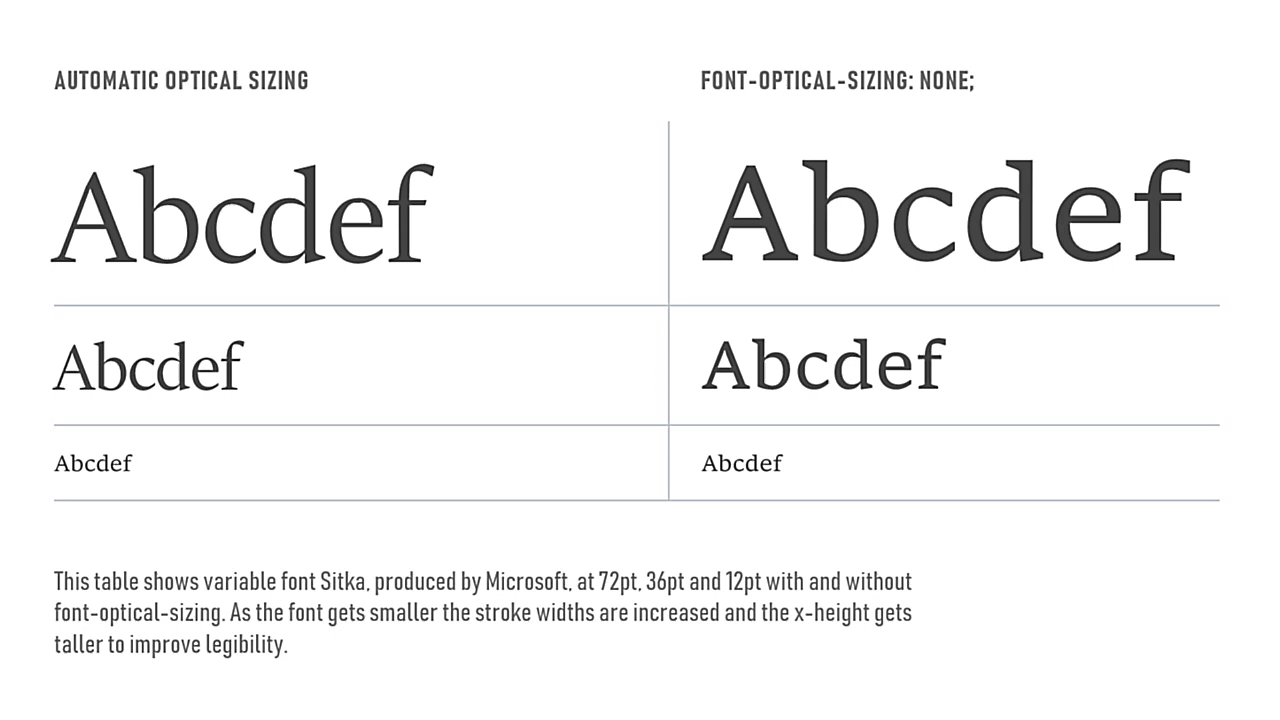 AUTOMATIC OPTICAL SIZING
FONT-OPTICAL-SIZING: NONE;
Abcdef
Abcdef
Abcdef
Abcdef
Abcdef
Abcdef
This table shows variable font Sitka, produced by Microsoft, at 72pt, 36pt and 12pt with and without
font-optical-sizing. As the font gets smaller the stroke widths are increased and the x-height gets
taller to improve legibility.